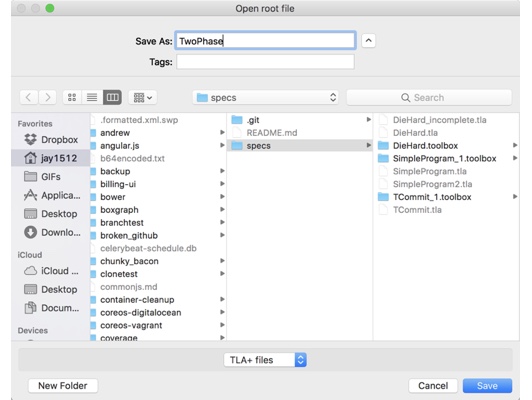 Open root file
Save As: TwoPhase
Tags:
specs
Search
Favorites
Dropbox
jay1512
GIFs
Applica...
Desktop
Downlo...
iCloud
iCloud ...
Desktop
Docum...
Devices
.formatted.xml.swp
andrew
angular.js
b64encoded.txt
backup
billing-ui
bower
boxgraph
branchtest
broken_github
celerybeat-schedule.db
chunky_bacon
clonetest
commonjs.md
container-cleanup
coreos-digitalocean
coreos-vagrant
coverage
.git
README.md
specs
DieHard_incomplete.tla
DieHard.tla
DieHard.toolbox
SimpleProgram_1.toolbox
SimpleProgram.tla
SimpleProgram2.tla
TCommit_1.toolbox
TCommit.tla
TLA+ files
New Folder
Cancel
Save